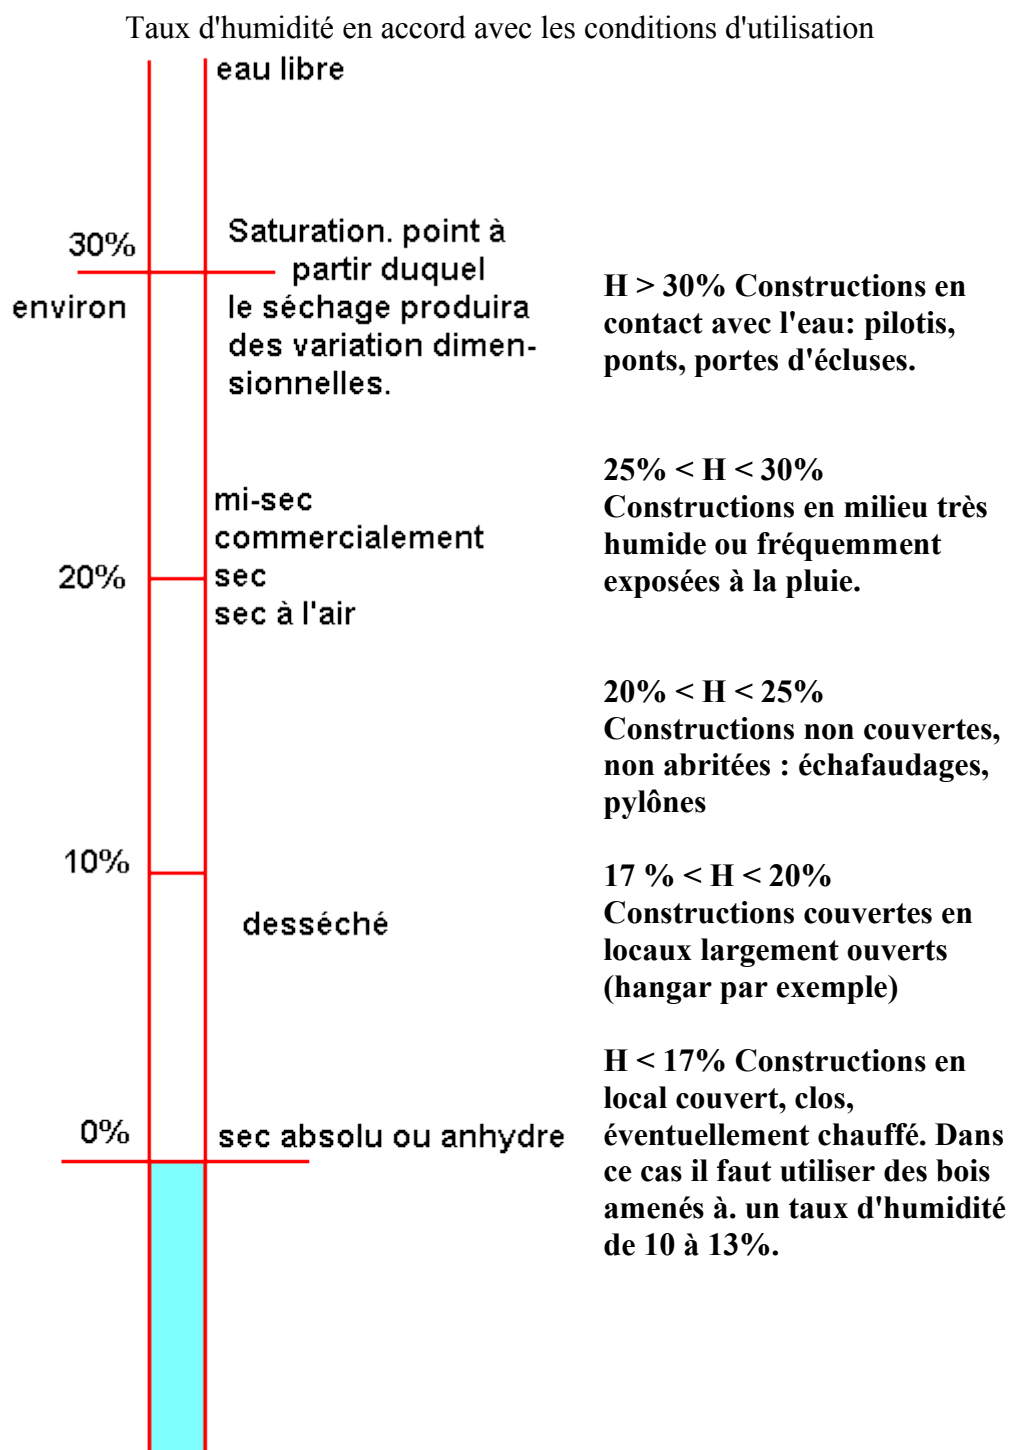 Taux d'humidité en accord avec les conditions d'utilisation
eau libre
30%
environ
Saturation. point à
partir duquel
le séchage produira
des variation dimen-
sionnelles.
mi-sec
commercialement
20%
sec
sec à l'air
10%
desséché
0%
sec absolu ou anhydre
H > 30% Constructions en
contact avec l'eau: pilotis,
ponts, portes d'écluses.
25% < H < 30%
Constructions en milieu très
humide ou fréquemment
exposées à la pluie.
20% < H < 25%
Constructions non couvertes,
non abritées : échafaudages,
pylônes
17 % < H < 20%
Constructions couvertes en
locaux largement ouverts
(hangar par exemple)
H < 17% Constructions en
local couvert, clos,
éventuellement chauffé. Dans
ce cas il faut utiliser des bois
amenés à. un taux d'humidité
de 10 à 13%.